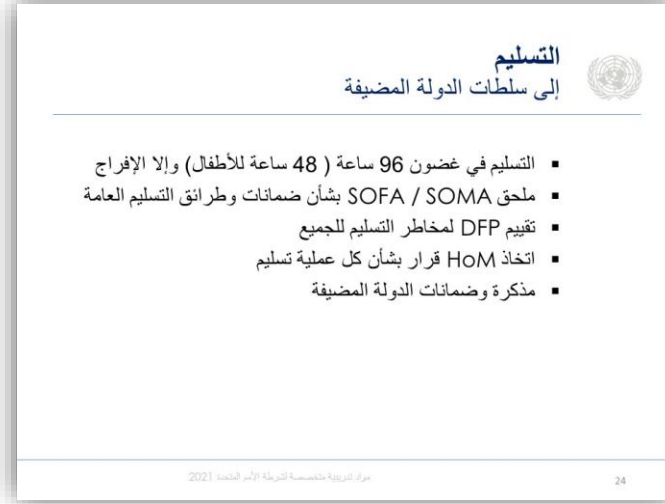 التسليم
إلى سلطات الدولة المضيفة
▪ التسليم في غضون 96 ساعة ( 48 ساعة للأطفال) وإلا الإفراج
▪ ملحق SOFA / SOMA بشأن ضمانات وطرائق التسليم العامة
▪ تقييم DFP لمخاطر التسليم للجميع
▪ اتخاذ HoM قرار بشأن كل عملية تسليم
▪ مذكرة وضمانات الدولة المضيفة
مواد تدريبية متخصصة لشرطة الأمم المتحدة 2021
24